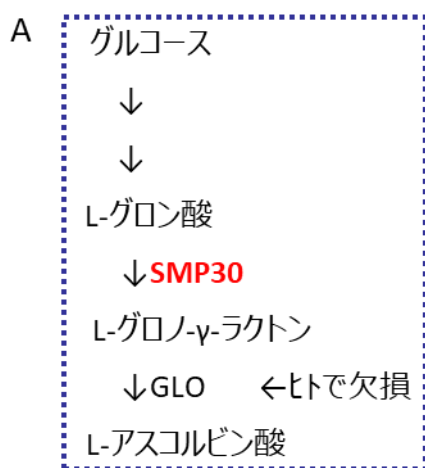 A
グルコース
↓
↓
L-グロン酸
↓SMP30
L-グロノ-γ-ラクトン
↓GLO ←ヒトで欠損
L-アスコルビン酸